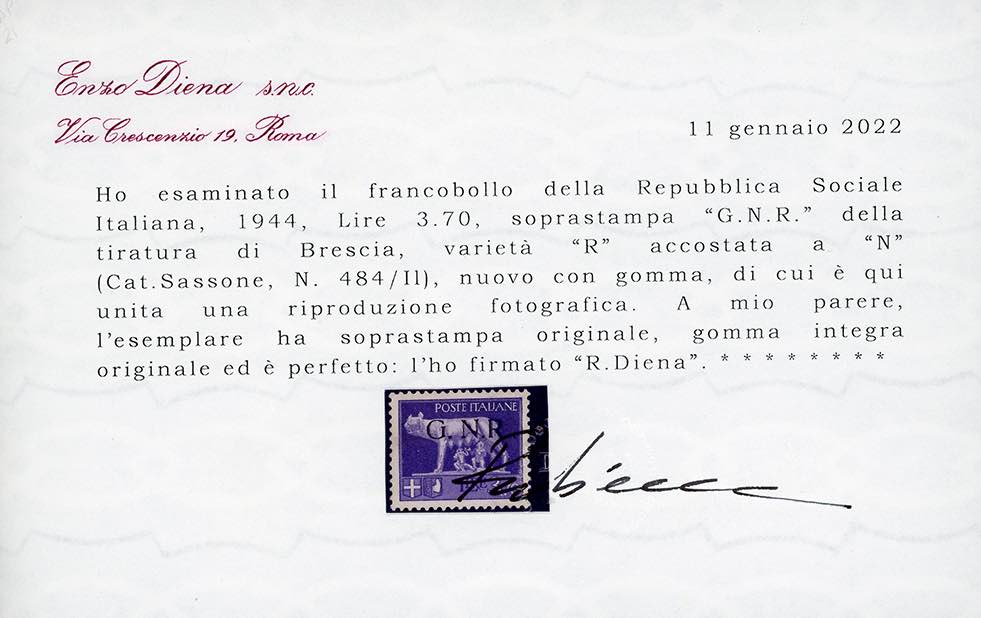 Enzo Diena s.n.c.
Via Crescenzio 19, Roma
11 gennaio 2022
Ho esaminato il francobollo della Repubblica Sociale
Italiana, 1944, Lire 3.70, soprastampa “G.N.R.” della
tiratura di Brescia, varietà “R” accostata a “N”
(Cat.Sassone, N. 484/Il), nuovo con gomma, di cui è qui
unita una riproduzione fotografica. A mio parere,
l'esemplare ha soprastampa originale, gomma integra
originale ed è perfetto: l'ho firmato “R.Diena”. * * * * * * * *
POSTE ITALIANE
G.N.R.